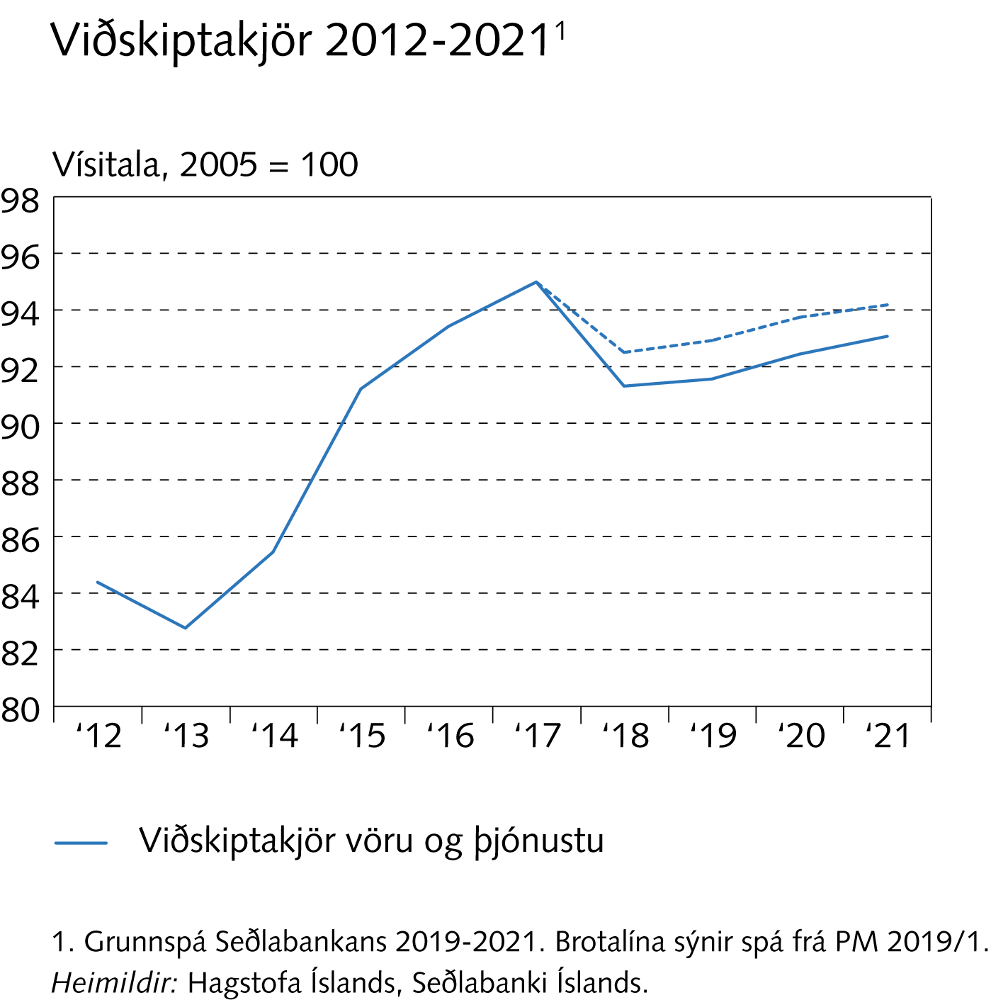 Viðskiptakjör 2012-2021¹
Vísitala, 2005 = 100
98
96
94
92
90
88
86
84
82
80
‘12 ‘13 ‘14 ‘15 ‘16 ‘17 ‘18 ‘19 ‘20 ‘21
Viðskiptakjör vöru og þjónustu
1. Grunnspá Seðlabankans 2019-2021. Brotalína sýnir spá frá PM 2019/1.
Heimildir: Hagstofa Íslands, Seðlabanki Íslands.